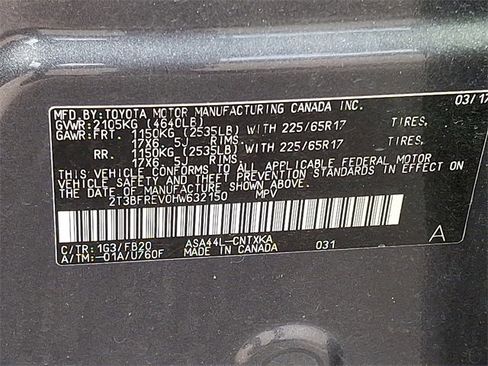 MFD.BY:TOYOTA MOTOR MANUFACTURING CANADA INC. 03/17
GVWR:2105KG (4640LB)
GAWR:FRT. 1150KG (2535LB) WITH 225/65R17 TIRES,
17X6.5J RIMS
RR. 1150KG (2535LB) WITH 225/65R17 TIRES,
17X6.5J RIMS
THIS VEHICLE CONFORMS TO ALL APPLICABLE FEDERAL MOTOR
VEHICLE SAFETY AND THEFT PREVENTION STANDARDS IN EFFECT ON
THE DATE OF MANUFACTURE SHOWN ABOVE.
2T3BFREV0HW632150 MPV
C/TR:1G3/FB20 ASA44L-CNTXKA 031 A
A/TM:-01A/U760F MADE IN CANADA